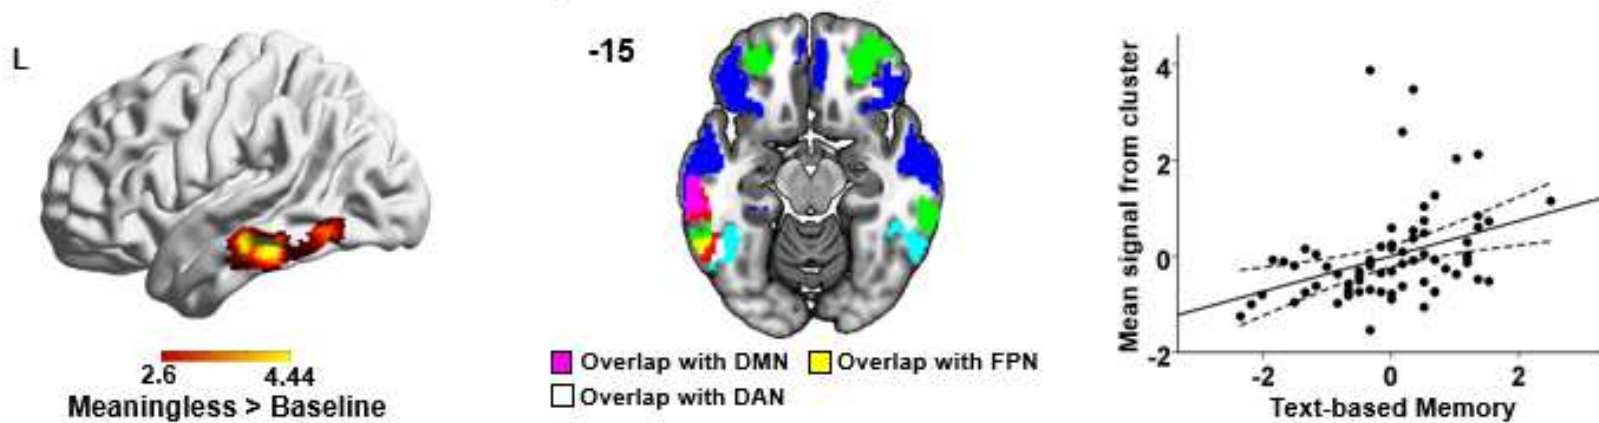 L
2.6 4.44
Meaningless > Baseline
-15
Overlap with DMN Overlap with FPN
Overlap with DAN
Mean signal from cluster
4
2
0
-2
-2 0 2
Text-based Memory